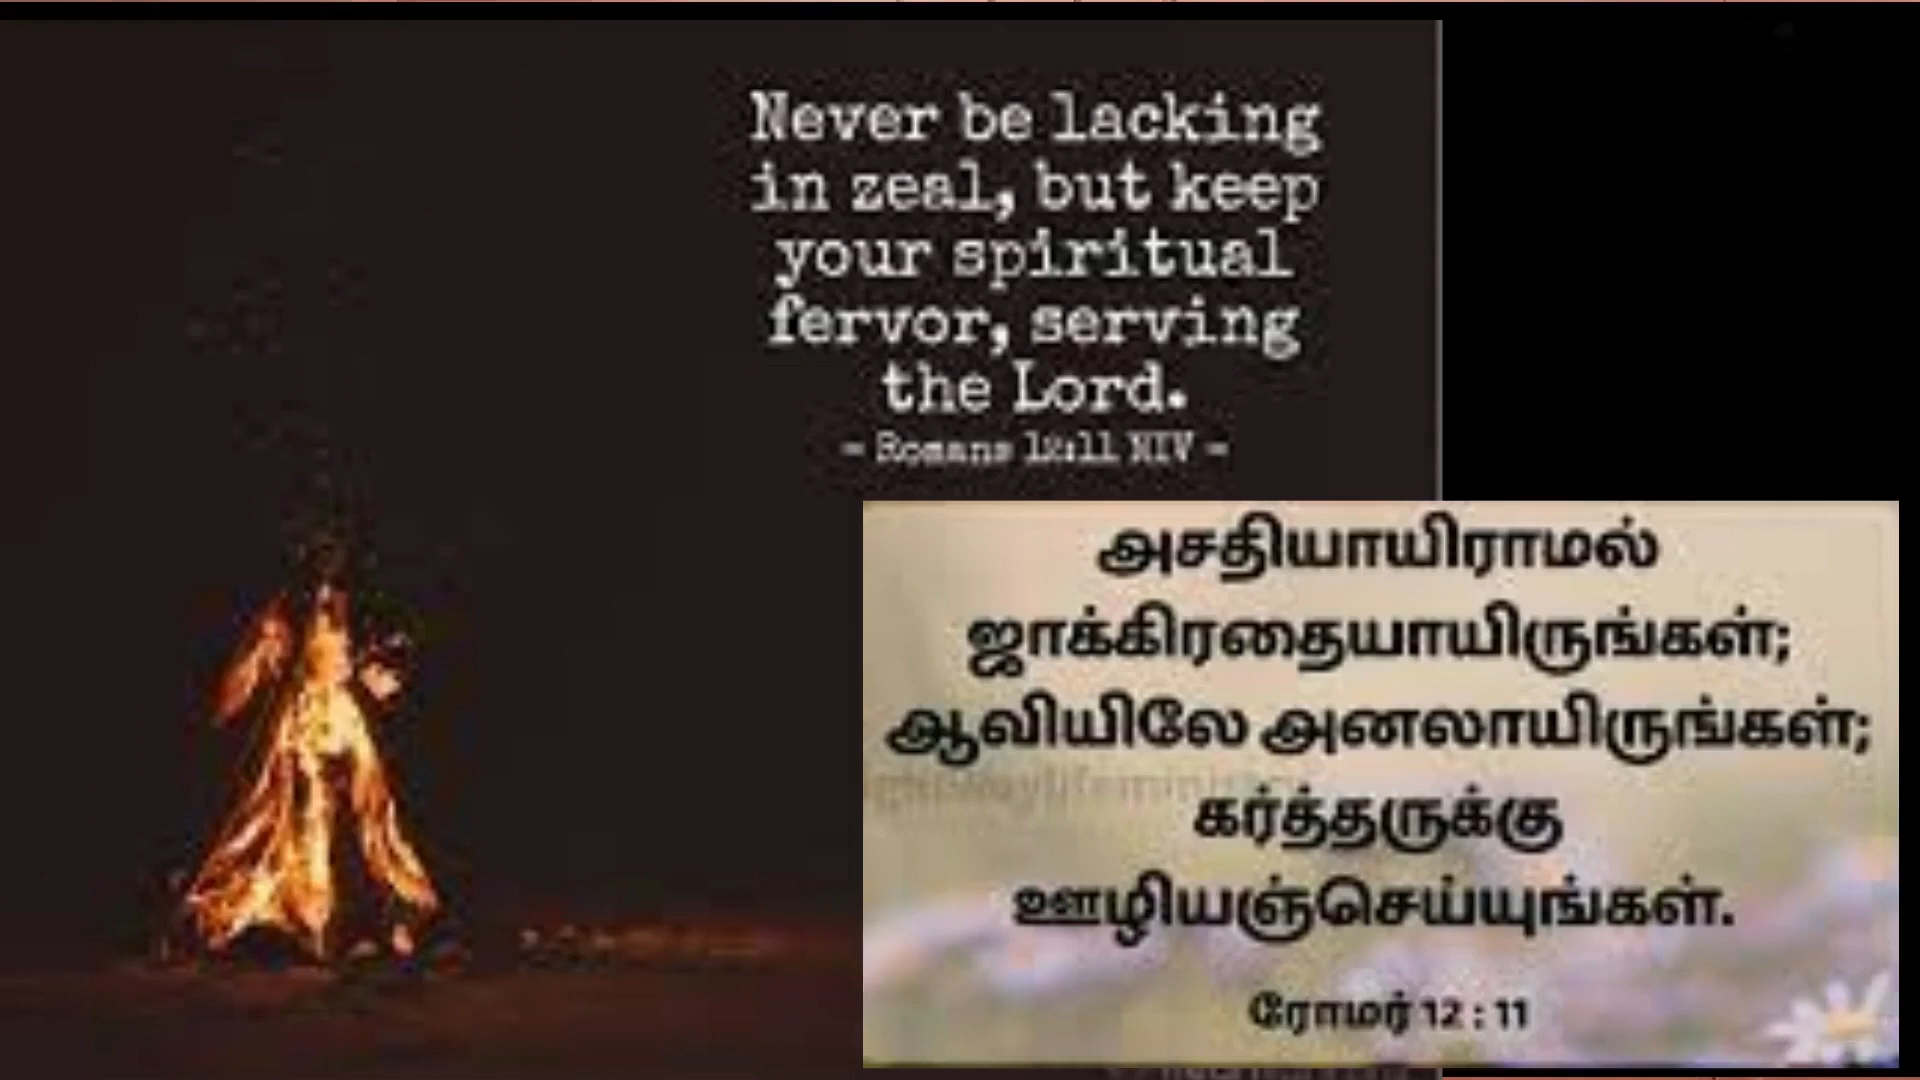 Never be lacking
in zeal, but keep
your spiritual
fervor, serving
the Lord.
- Romans 12:11 NIV -
அசதியாயிராமல்
ஜாக்கிரதையாயிருங்கள்;
ஆவியிலே அனலாயிருங்கள்;
கர்த்தருக்கு
ஊழியஞ்செய்யுங்கள்.
ரோமர் 12 : 11